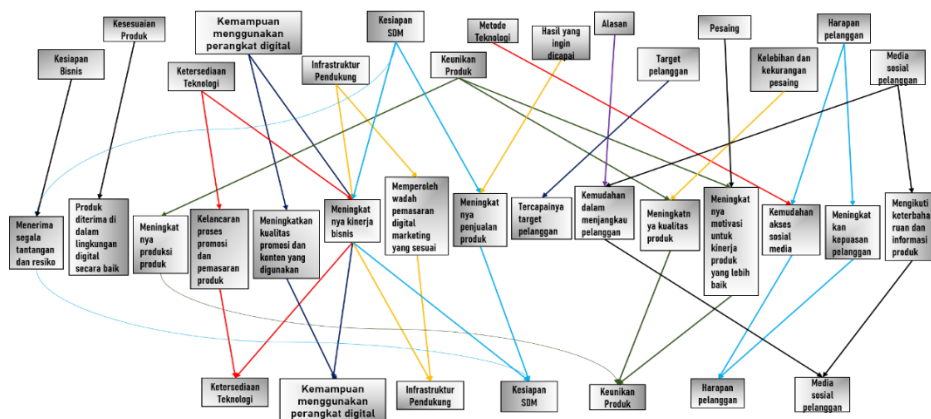 Kesesuaian
Produk
Kemampuan
menggunakan
perangkat digital
Kesiapan
SDM
Metode
Teknologi
Hasil yang
ingin
dicapai
Alasan
Pesaing
Harapan
pelanggan
Kesiapan
Bisnis
Ketersediaan
Teknologi
Infrastruktur
Pendukung
Keunikan
Produk
Target
pelanggan
Kelebihan dan
kekurangan
pesaing
Media
sosial
pelanggan
Menerima
segala
tantangan
dan resiko
Produk
diterima di
dalam
lingkungan
digital
secara baik
Meningkat
nya
produksi
produk
Kelancaran
proses
promosi
dan
pemasaran
produk
Meningkatkan
kualitas
promosi dan
konten yang
digunakan
Meningkat
nya kinerja
bisnis
Memperoleh
wadah
pemasaran
digital
marketing
yang sesuai
Meningkat
nya
penjualan
produk
Tercapainya
target
pelanggan
Kemudahan
dalam
menjangkau
pelanggan
Meningkatn
ya kualitas
produk
Meningkat
nya
motivasi
untuk
kinerja
produk
yang lebih
baik
Kemudahan
akses
sosial
media
Meningkat
kan
kepuasan
pelanggan
Mengikuti
keterbaha
ruan dan
informasi
produk
Ketersediaan
Teknologi
Kemampuan
menggunakan
perangkat digital
Infrastruktur
Pendukung
Kesiapan
SDM
Keunikan
Produk
Harapan
pelanggan
Media
sosial
pelanggan